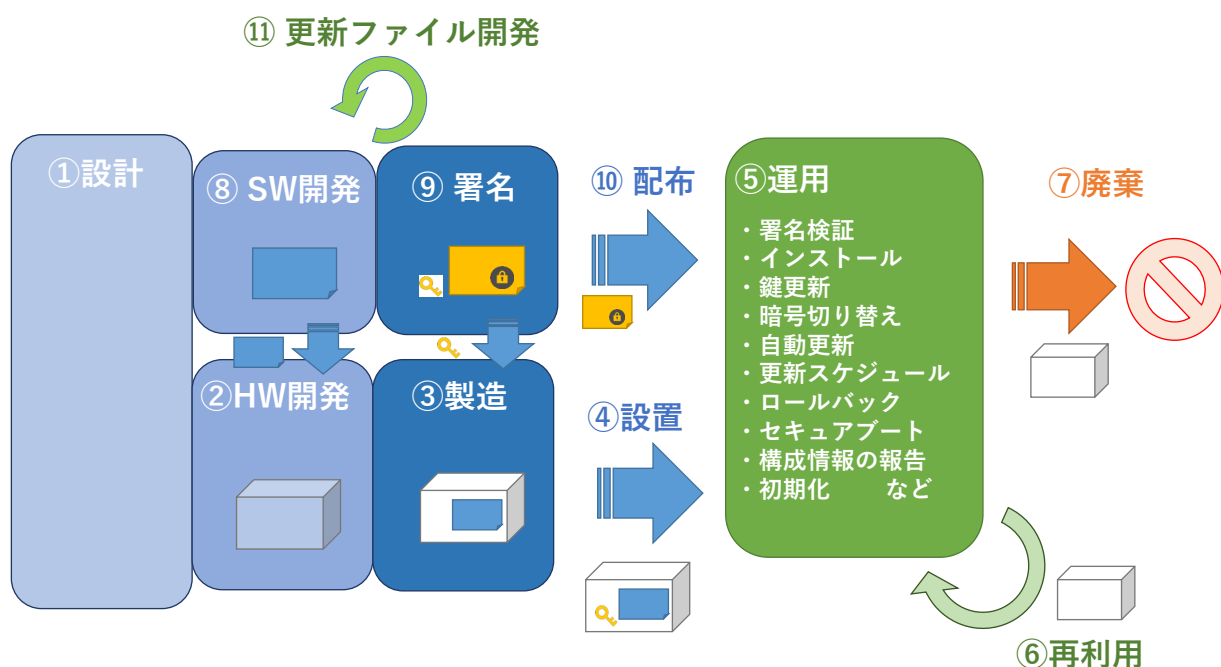 ⑪ 更新ファイル開発
①設計
⑧ SW開発
⑨ 署名
⑩ 配布
⑤運用
⑦廃棄
・署名検証
・インストール
・鍵更新
・暗号切り替え
・自動更新
・更新スケジュール
・ロールバック
・セキュアブート
・構成情報の報告
・初期化　　など
②HW開発
③製造
④設置
⑥再利用